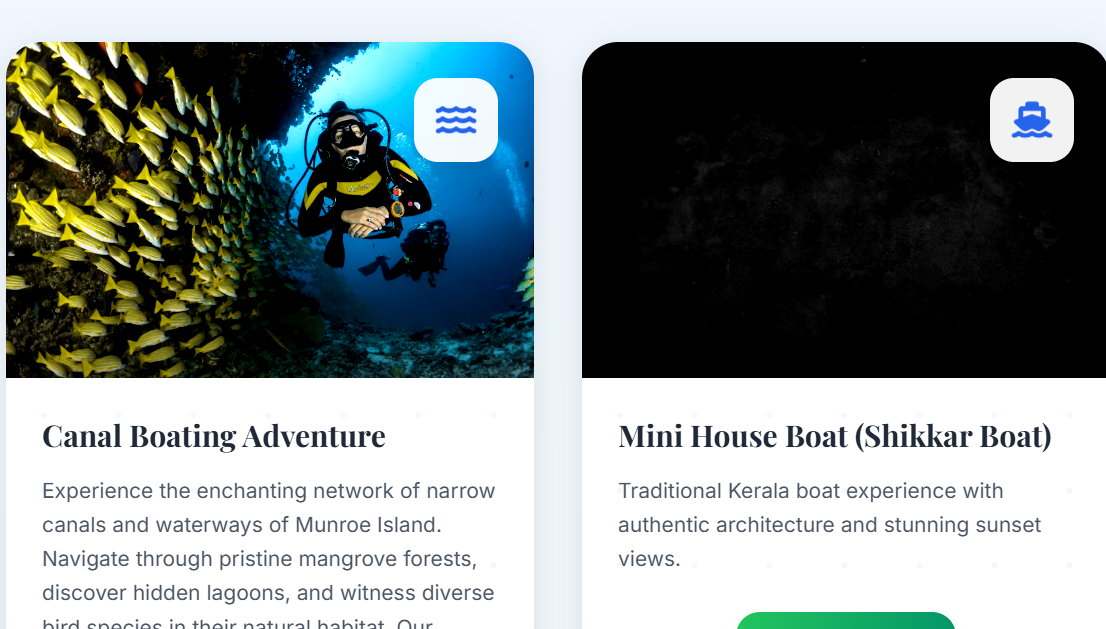 Canal Boating Adventure
Experience the enchanting network of narrow
canals and waterways of Munroe Island.
Navigate through pristine mangrove forests,
discover hidden lagoons, and witness diverse
bird species in their natural habitat. Our
Mini House Boat (Shikkar Boat)
Traditional Kerala boat experience with
authentic architecture and stunning sunset
views.